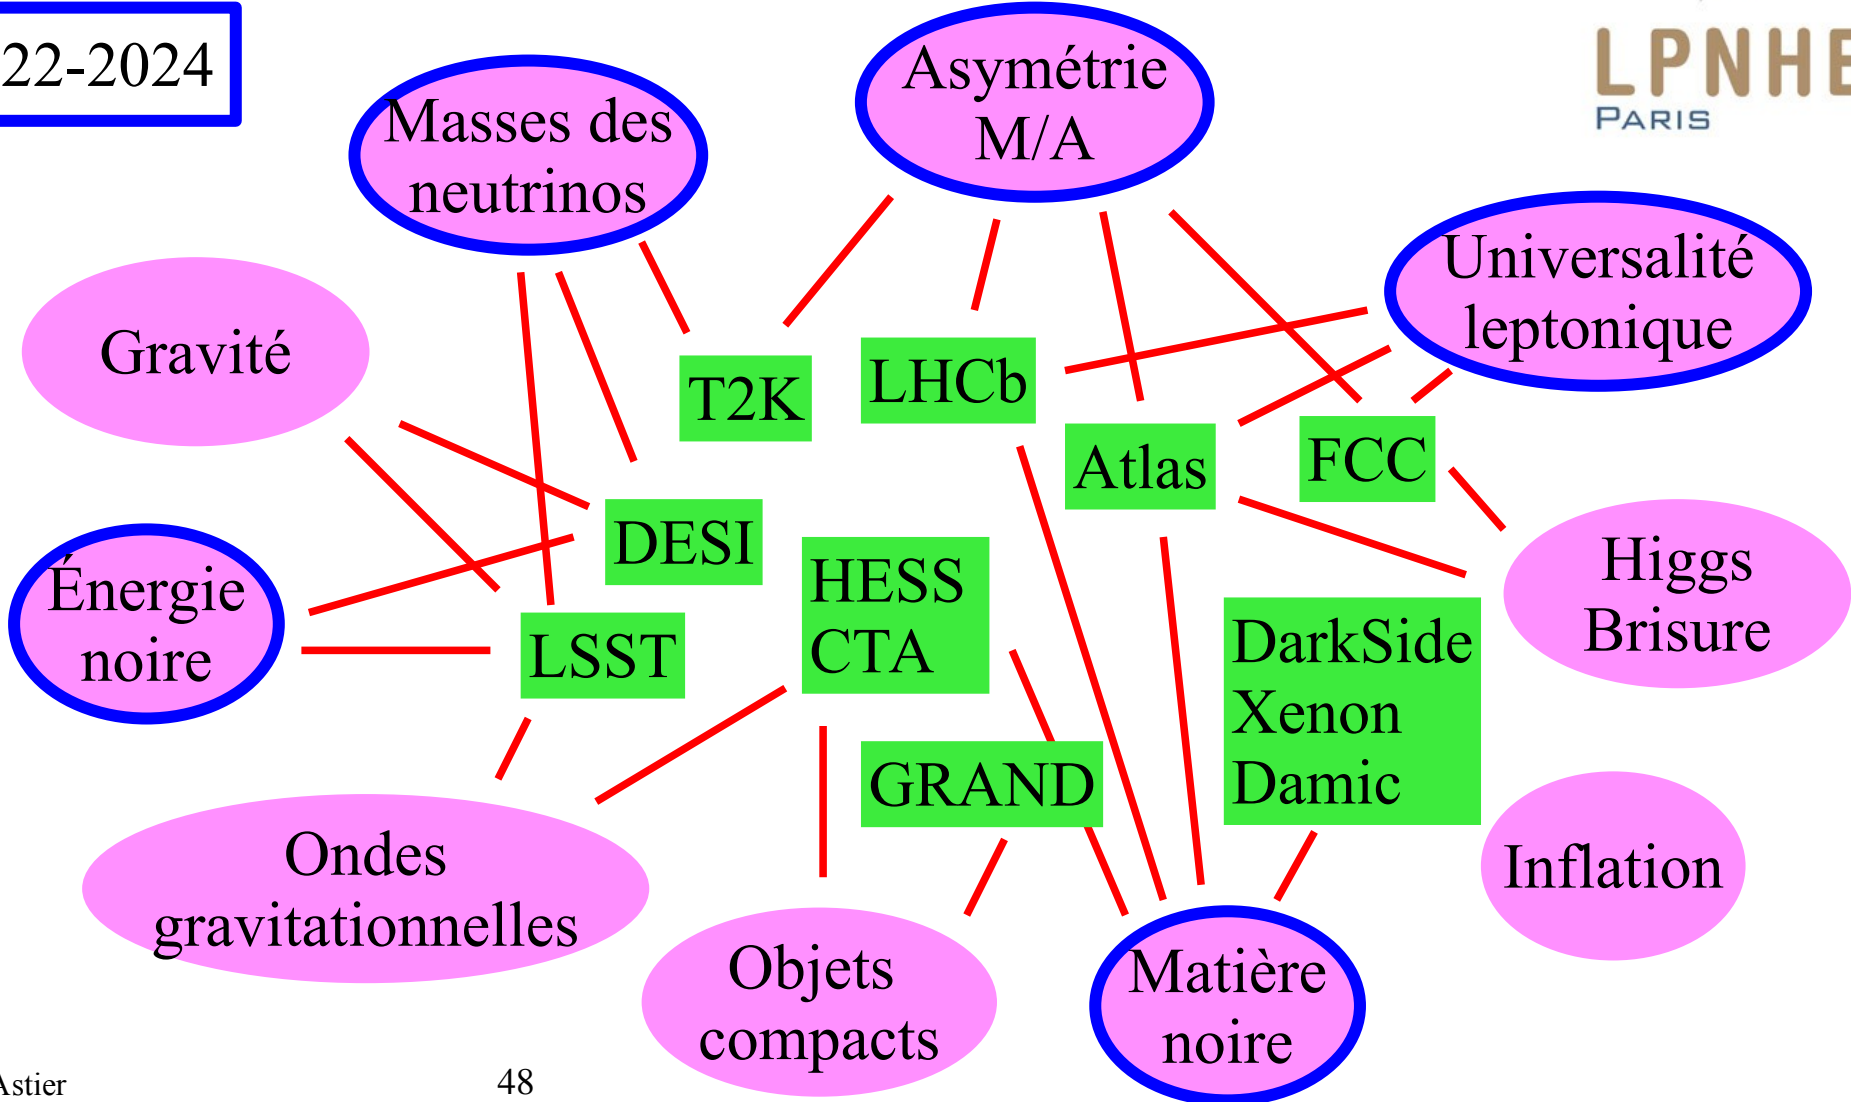 22-2024
Asymétrie
M/A
LPNHE
PARIS
Masses des
neutrinos
Universalité
leptonique
Gravité
T2K
LHCb
Atlas
FCC
DESI
HESS
CTA
Énergie
noire
LSST
Higgs
Brisure
DarkSide
Xenon
Damic
GRAND
Ondes
gravitationnelles
Inflation
Objets
compacts
Matière
noire
Astier
48